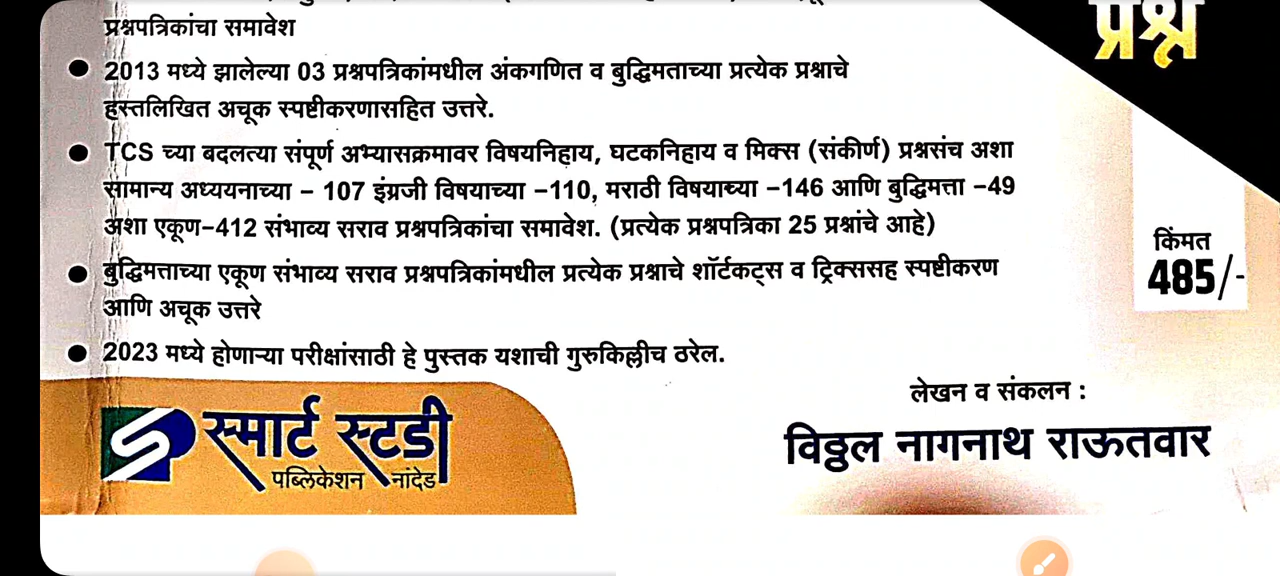 प्रश्नपत्रिकांचा समावेश
प्रश्न
● 2013 मध्ये झालेल्या 03 प्रश्नपत्रिकांमधील अंकगणित व बुद्धिमताच्या प्रत्येक प्रश्नाचे
हस्तलिखित अचूक स्पष्टीकरणासहित उत्तरे.
● TCS च्या बदलत्या संपूर्ण अभ्यासक्रमावर विषयनिहाय, घटकनिहाय व मिक्स (संकीर्ण) प्रश्नसंच अशा
सामान्य अध्ययनाच्या – 107 इंग्रजी विषयाच्या –110, मराठी विषयाच्या –146 आणि बुद्धिमत्ता –49
अशा एकूण–412 संभाव्य सराव प्रश्नपत्रिकांचा समावेश. (प्रत्येक प्रश्नपत्रिका 25 प्रश्नांचे आहे)
किंमत
485/-
● बुद्धिमत्ताच्या एकूण संभाव्य सराव प्रश्नपत्रिकांमधील प्रत्येक प्रश्नाचे शॉर्टकट्स व ट्रिक्ससह स्पष्टीकरण
आणि अचूक उत्तरे
● 2023 मध्ये होणाऱ्या परीक्षांसाठी हे पुस्तक यशाची गुरुकिल्लीच ठरेल.
लेखन व संकलन :
विठ्ठल नागनाथ राऊतवार
स्मार्ट स्टडी
पब्लिकेशन नांदेड